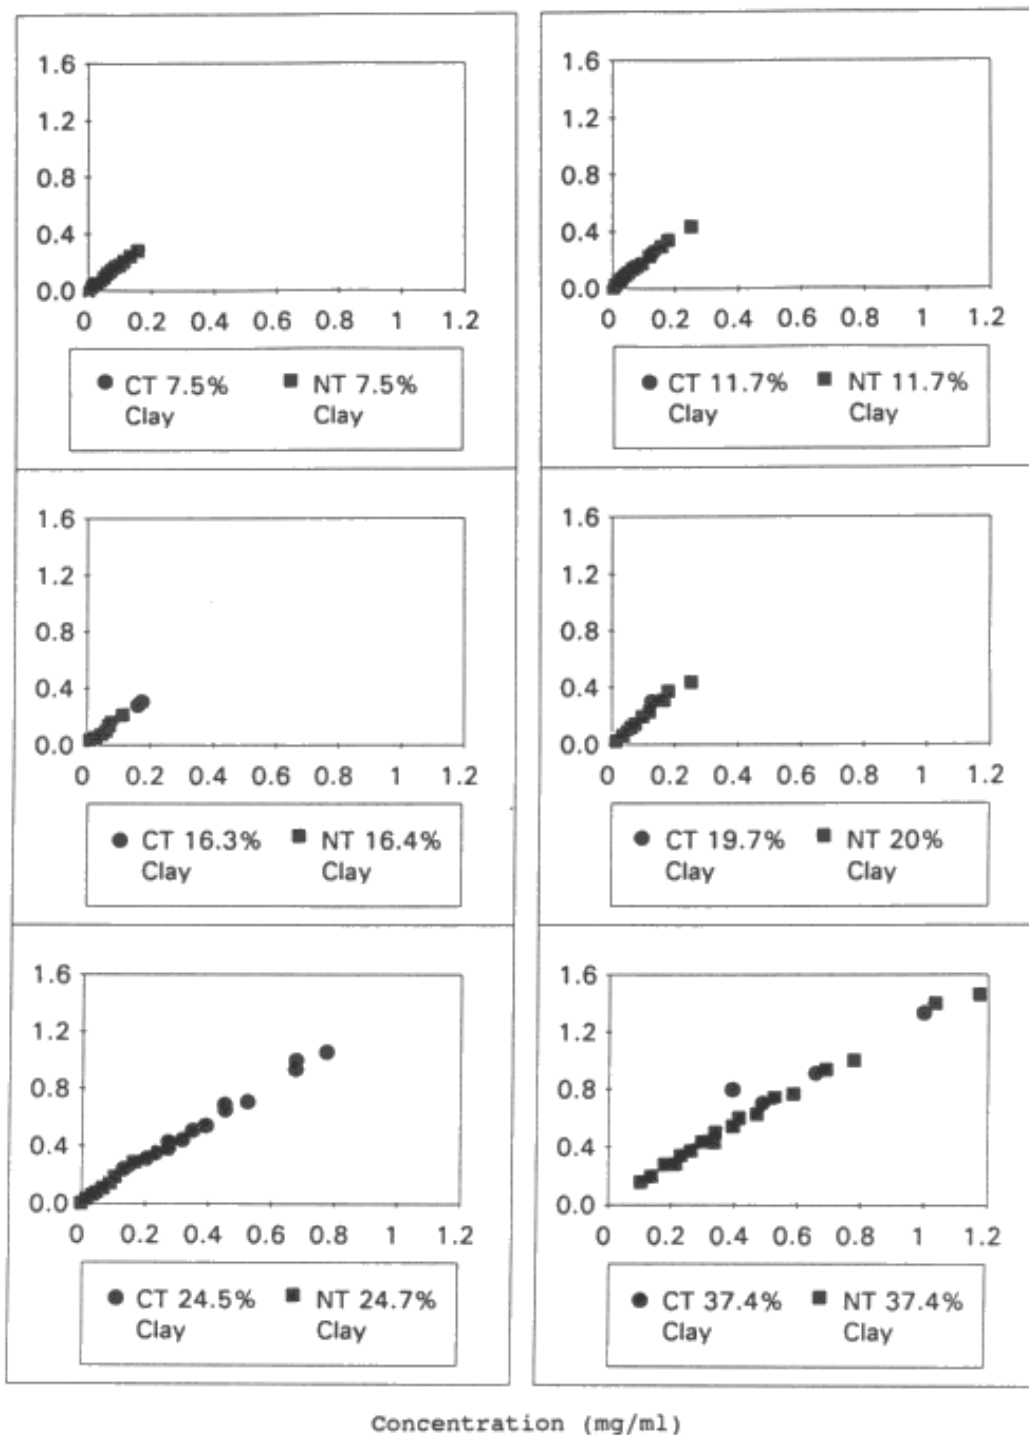 1.6
1.2
0.8
0.4
0.0
0 0.2 0.4 0.6 0.8 1 1.2
● CT 7.5% ■ NT 7.5%
Clay Clay
1.6
1.2
0.8
0.4
0.0
0 0.2 0.4 0.6 0.8 1 1.2
● CT 11.7% ■ NT 11.7%
Clay Clay
1.6
1.2
0.8
0.4
0.0
0 0.2 0.4 0.6 0.8 1 1.2
● CT 16.3% ■ NT 16.4%
Clay Clay
1.6
1.2
0.8
0.4
0.0
0 0.2 0.4 0.6 0.8 1 1.2
● CT 19.7% ■ NT 20%
Clay Clay
1.6
1.2
0.8
0.4
0.0
0 0.2 0.4 0.6 0.8 1 1.2
● CT 24.5% ■ NT 24.7%
Clay Clay
1.6
1.2
0.8
0.4
0.0
0 0.2 0.4 0.6 0.8 1 1.2
● CT 37.4% ■ NT 37.4%
Clay Clay
Concentration (mg/ml)